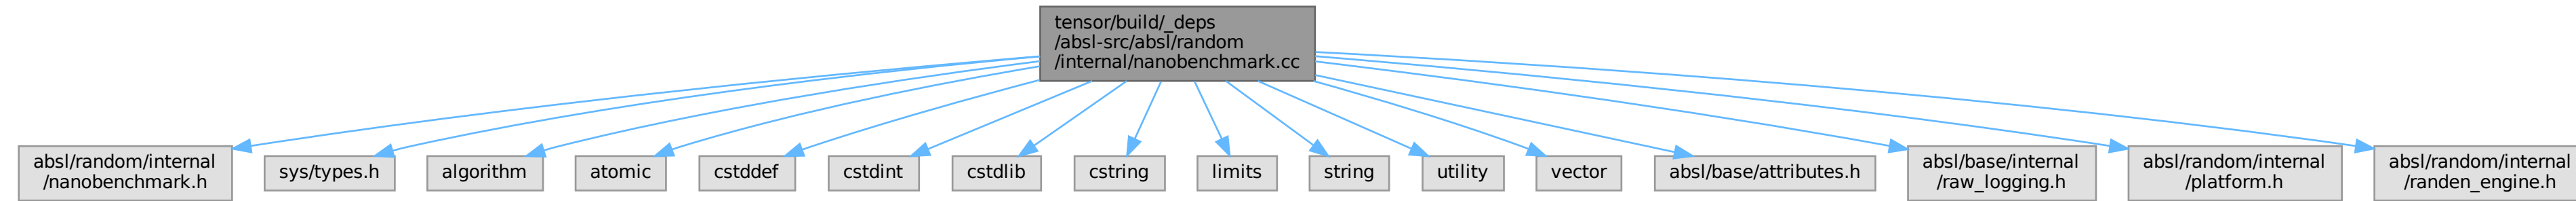 tensor/build/_deps
/absl-src/absl/random
/internal/nanobenchmark.cc
absl/random/internal
/nanobenchmark.h
sys/types.h
algorithm
atomic
cstddef
cstdint
cstdlib
cstring
limits
string
utility
vector
absl/base/attributes.h
absl/base/internal
/raw_logging.h
absl/random/internal
/platform.h
absl/random/internal
/randen_engine.h